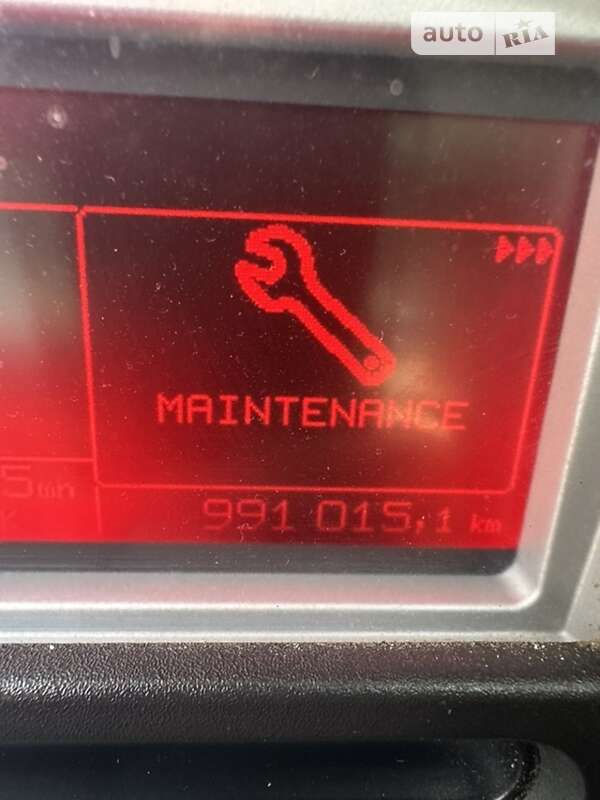 auto RIA
MAINTENANCE
991 015,1 km